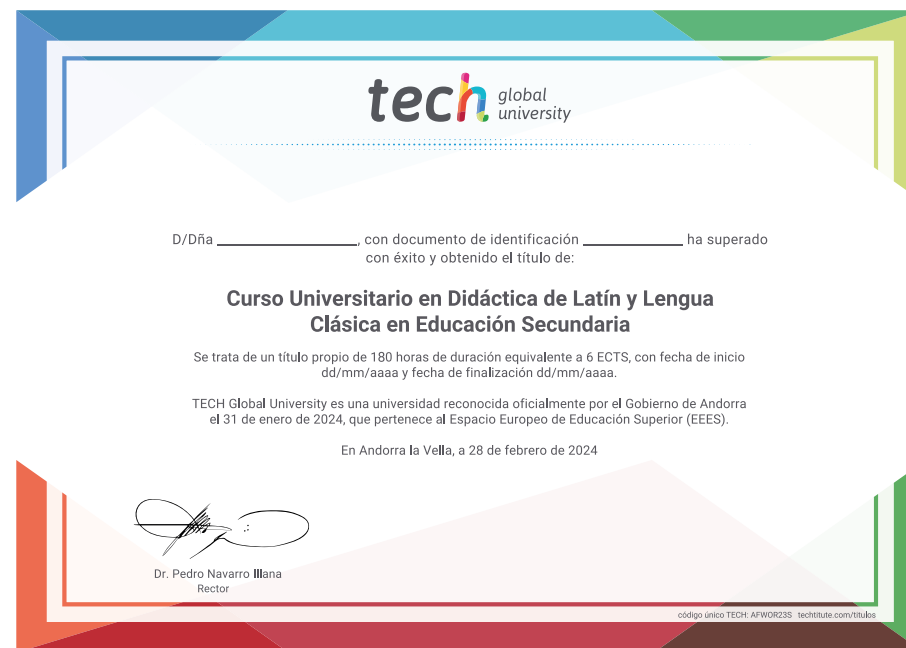 tech global university
D/Dña ____________________, con documento de identificación ______________ ha superado
con éxito y obtenido el título de:
Curso Universitario en Didáctica de Latín y Lengua
Clásica en Educación Secundaria
Se trata de un título propio de 180 horas de duración equivalente a 6 ECTS, con fecha de inicio
dd/mm/aaaa y fecha de finalización dd/mm/aaaa.
TECH Global University es una universidad reconocida oficialmente por el Gobierno de Andorra
el 31 de enero de 2024, que pertenece al Espacio Europeo de Educación Superior (EEES).
En Andorra la Vella, a 28 de febrero de 2024
Dr. Pedro Navarro Illana
Rector
código único TECH: AFWOR23S techtitute.com/titulos